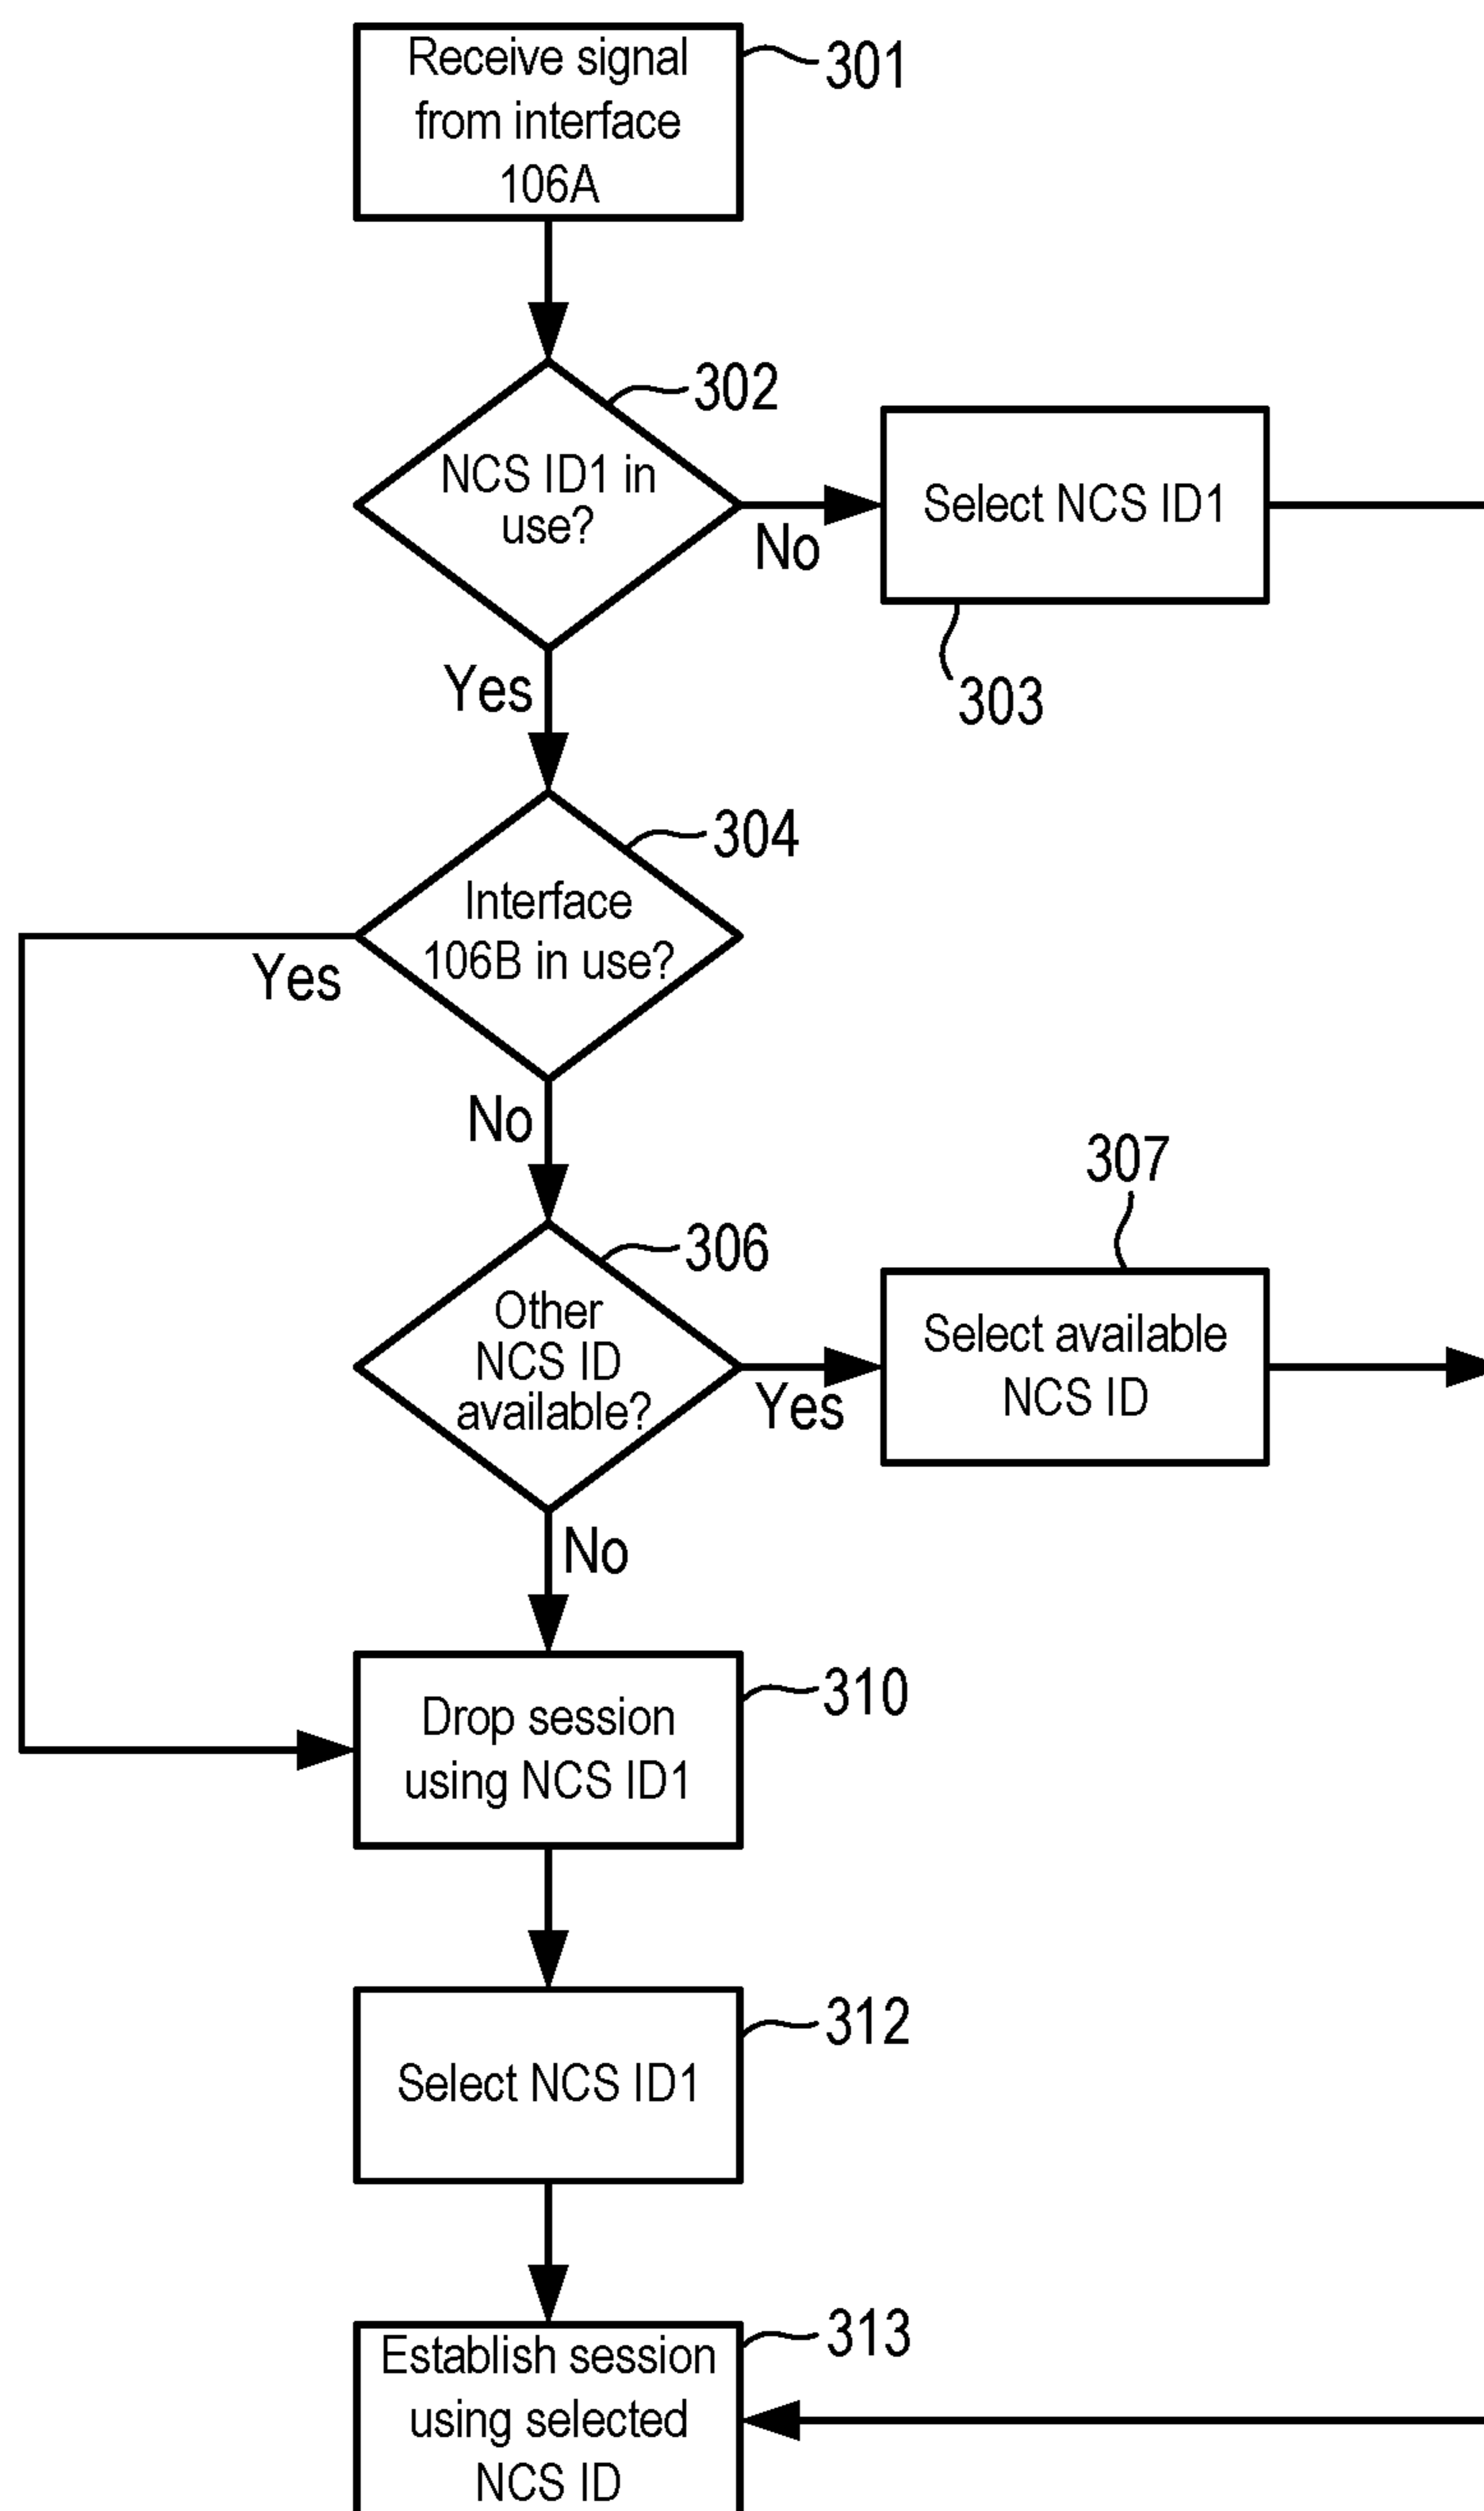 Receive signal
from interface
106A
301
302
NCS ID1 in
use?
No
Select NCS ID1
303
Yes
304
Interface
106B in use?
Yes
No
307
306
Other
NCS ID
available?
Yes
Select available
NCS ID
No
310
Drop session
using NCS ID1
312
Select NCS ID1
313
Establish session
using selected
NCS ID